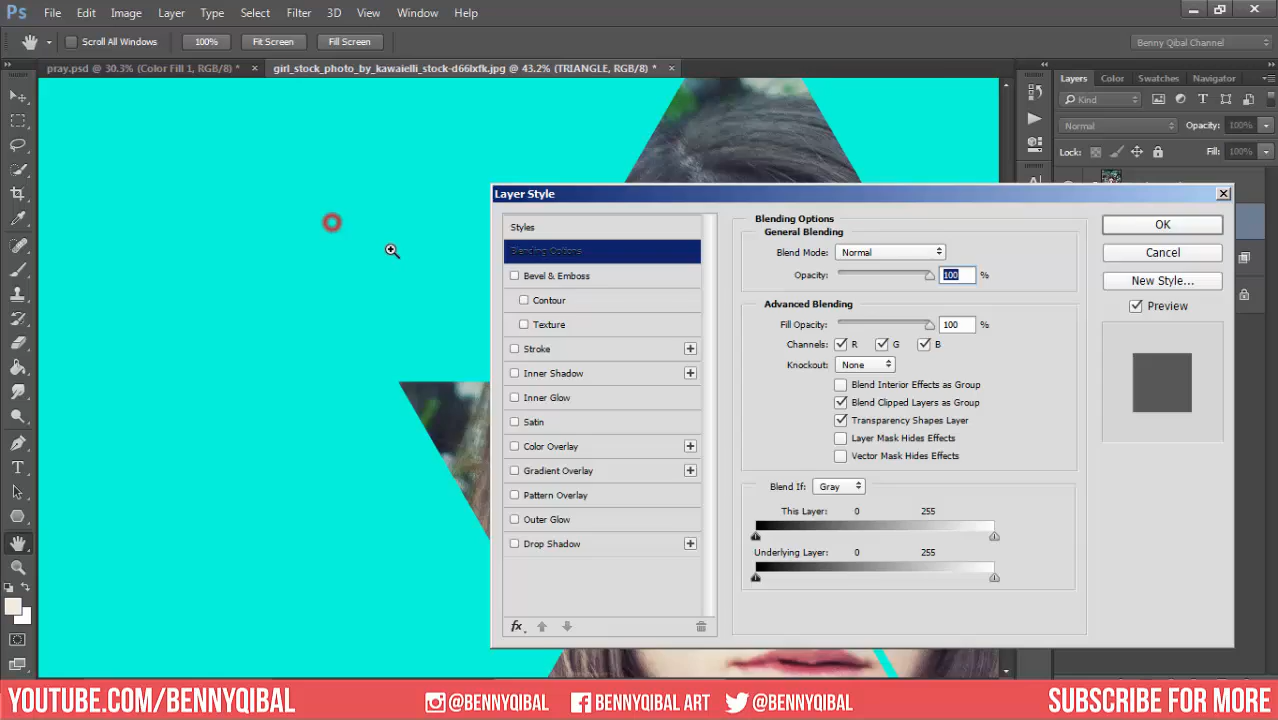 Ps File Edit Image Layer Type Select Filter 3D View Window Help
Scroll All Windows 100% Fit Screen Fill Screen Benny Qibal Channel
pray.psd @ 30.3% (Color Fill 1, RGB/8) * × girl_stock_photo_by_kawaielli_stock-d66lxfk.jpg @ 43.2% (TRIANGLE, RGB/8) * ×
Layers Color Swatches Navigator
Kind
Normal Opacity: 100%
Lock: Fill: 100%
Layer Style
Styles
Blending Options
Bevel & Emboss
Contour
Texture
Stroke
Inner Shadow
Inner Glow
Satin
Color Overlay
Gradient Overlay
Pattern Overlay
Outer Glow
Drop Shadow
fx
Blending Options
General Blending
Blend Mode: Normal
Opacity: 100 %
Advanced Blending
Fill Opacity: 100 %
Channels: R G B
Knockout: None
Blend Interior Effects as Group
Blend Clipped Layers as Group
Transparency Shapes Layer
Layer Mask Hides Effects
Vector Mask Hides Effects
Blend If: Gray
This Layer: 0 255
Underlying Layer: 0 255
OK
Cancel
New Style...
Preview
YOUTUBE.COM/BENNYQIBAL @BENNYQIBAL BENNYQIBAL ART @BENNYQIBAL SUBSCRIBE FOR MORE